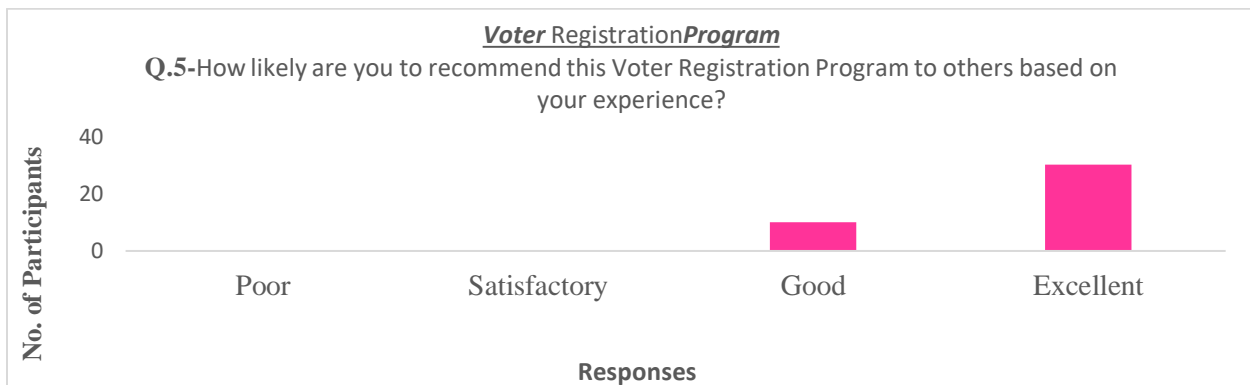 Voter RegistrationProgram
Q.5-How likely are you to recommend this Voter Registration Program to others based on
your experience?
No. of Participants
40
20
0
Poor Satisfactory Good Excellent
Responses